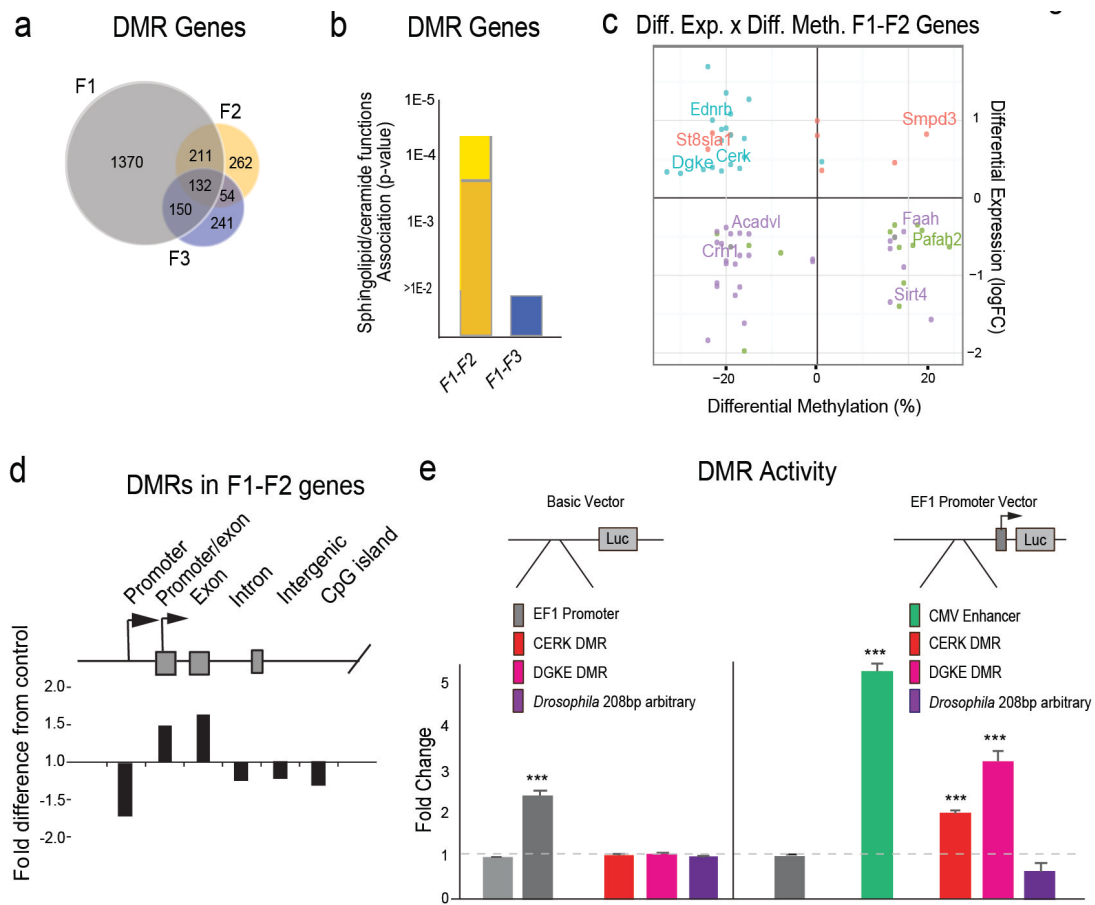 a
DMR Genes
F1
F2
F3
1370
211
262
132
54
150
241
b
DMR Genes
Sphingolipid/ceramide functions
Association (p-value)
1E-5
1E-4
1E-3
>1E-2
F1-F2
F1-F3
c
Diff. Exp. x Diff. Meth. F1-F2 Genes
Ednrb
St8sia1
Dgke
Cerk
Smpd3
Acadvl
Crh1
Faah
Pafah2
Sirt4
1
0
−1
−2
Differential Expression (logFC)
−20
0
20
Differential Methylation (%)
d
DMRs in F1-F2 genes
Promoter
Promoter/exon
Exon
Intron
Intergenic
CpG island
Fold difference from control
2.0-
1.5-
1.0
-1.5-
-2.0-
e
DMR Activity
Basic Vector
Luc
EF1 Promoter
CERK DMR
DGKE DMR
Drosophila 208bp arbitrary
EF1 Promoter Vector
Luc
CMV Enhancer
CERK DMR
DGKE DMR
Drosophila 208bp arbitrary
Fold Change
5
4
3
2
1
0
***
***
***
***